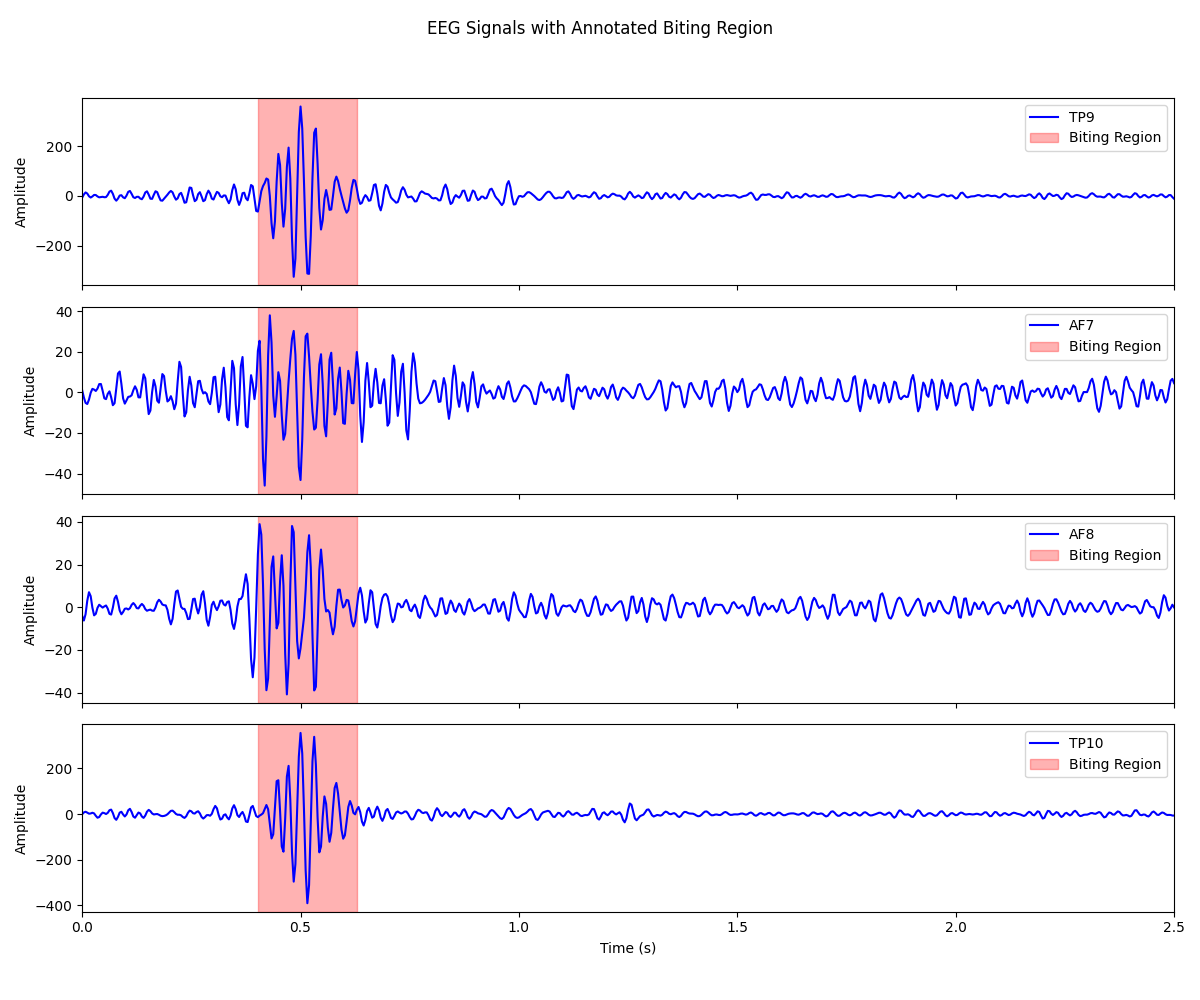 EEG Signals with Annotated Biting Region
200
0
−200
Amplitude
TP9
Biting Region
40
20
0
−20
−40
Amplitude
AF7
Biting Region
40
20
0
−20
−40
Amplitude
AF8
Biting Region
200
0
−200
−400
Amplitude
TP10
Biting Region
0.0 0.5 1.0 1.5 2.0 2.5
Time (s)